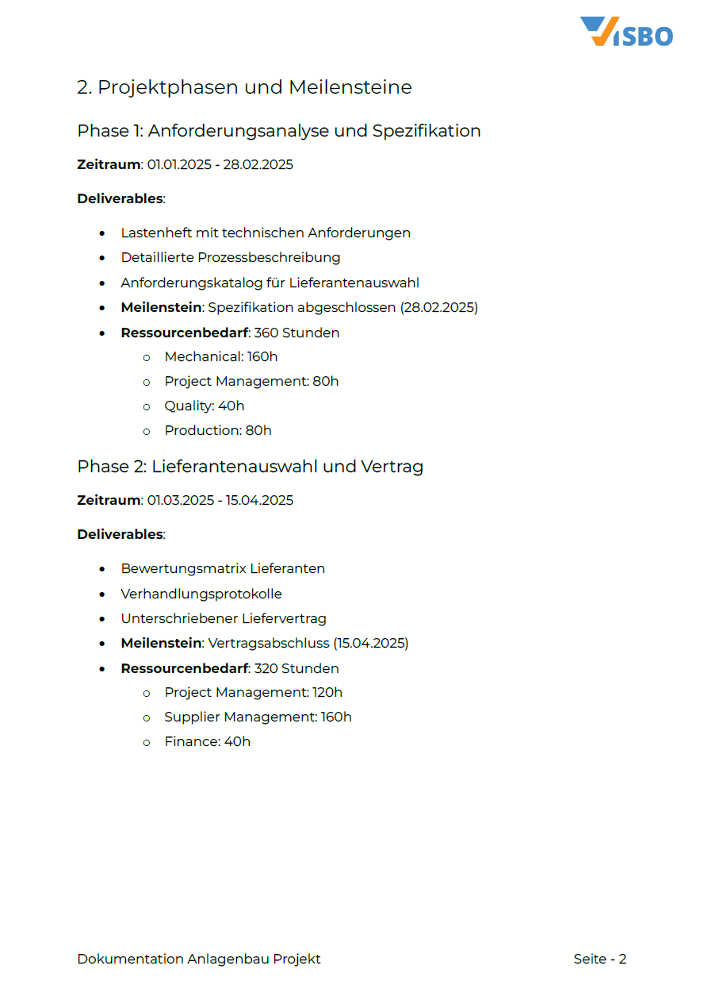 VISBO
2. Projektphasen und Meilensteine
Phase 1: Anforderungsanalyse und Spezifikation
Zeitraum: 01.01.2025 - 28.02.2025
Deliverables:
• Lastenheft mit technischen Anforderungen
• Detaillierte Prozessbeschreibung
• Anforderungskatalog für Lieferantenauswahl
• Meilenstein: Spezifikation abgeschlossen (28.02.2025)
• Ressourcenbedarf: 360 Stunden
o Mechanical: 160h
o Project Management: 80h
o Quality: 40h
o Production: 80h
Phase 2: Lieferantenauswahl und Vertrag
Zeitraum: 01.03.2025 - 15.04.2025
Deliverables:
• Bewertungsmatrix Lieferanten
• Verhandlungsprotokolle
• Unterschriebener Liefervertrag
• Meilenstein: Vertragsabschluss (15.04.2025)
• Ressourcenbedarf: 320 Stunden
o Project Management: 120h
o Supplier Management: 160h
o Finance: 40h
Dokumentation Anlagenbau Projekt Seite - 2